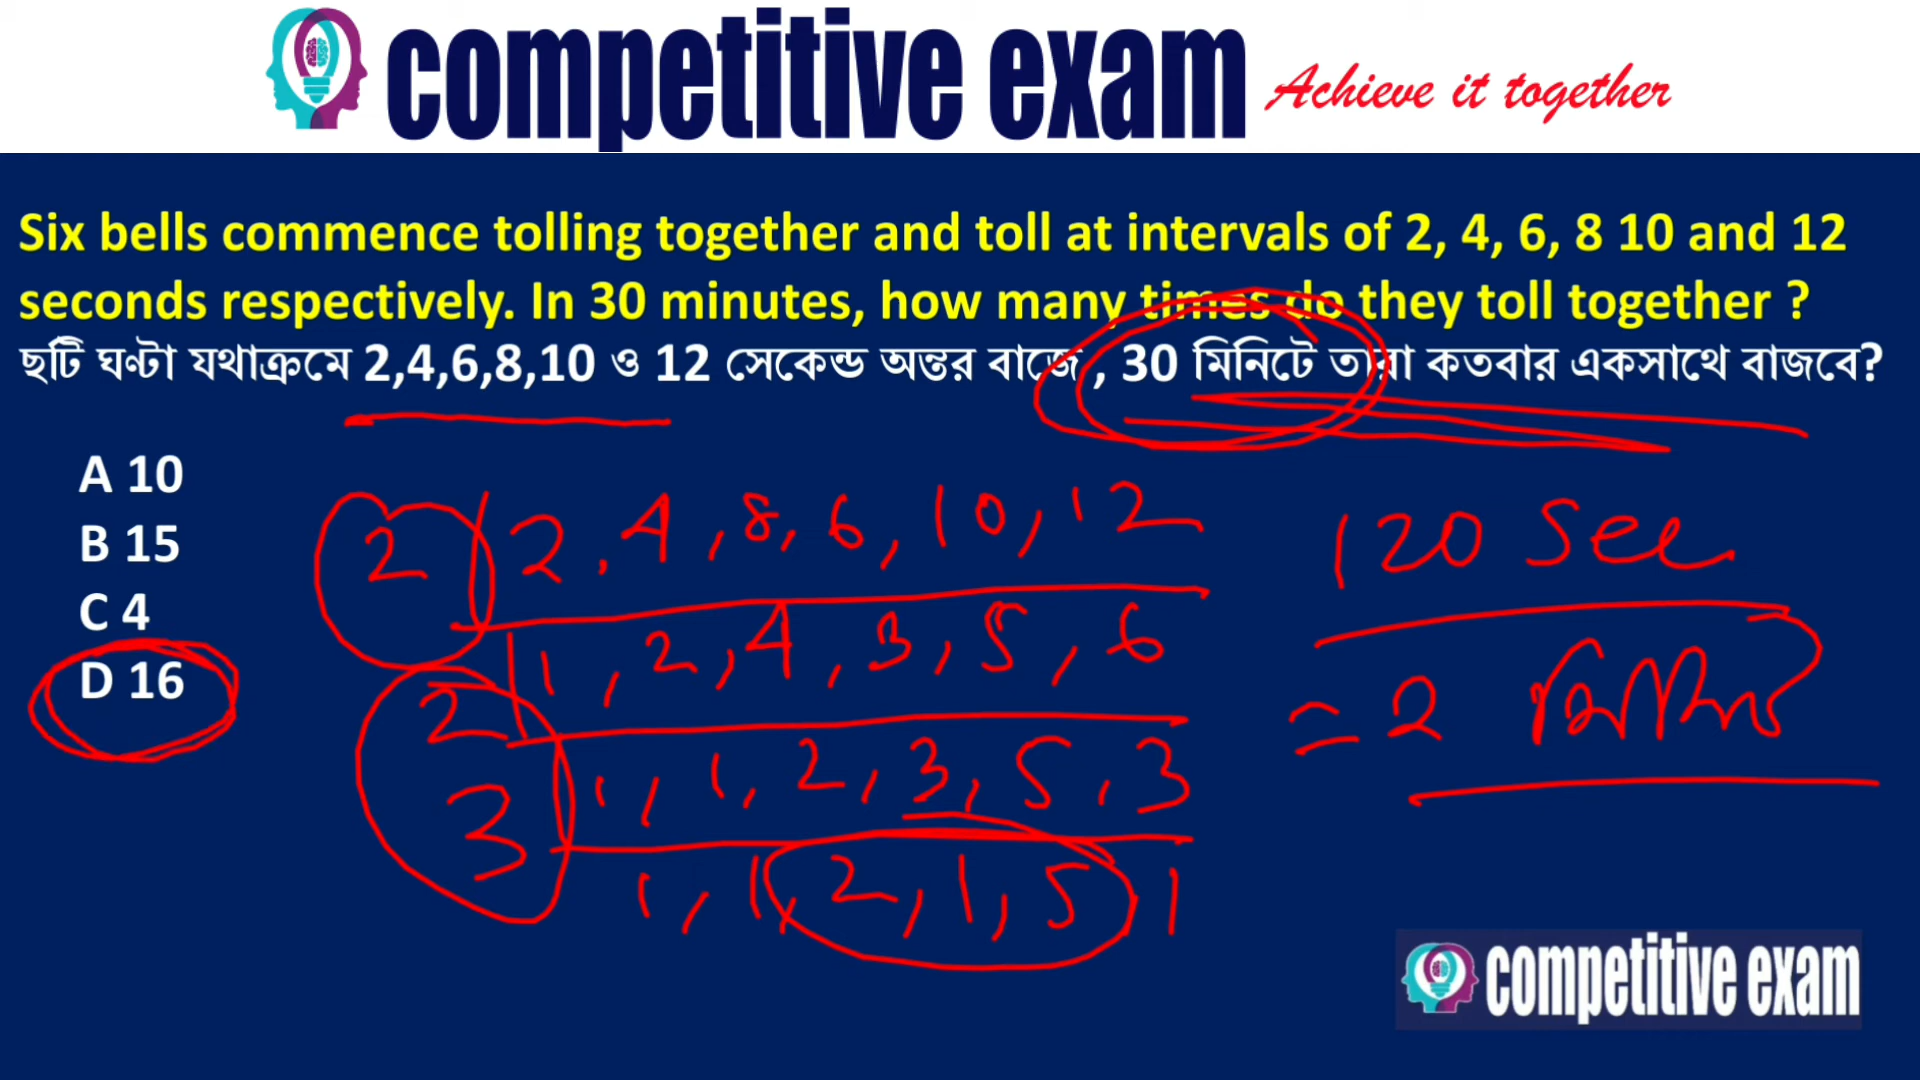 competitive exam Achieve it together
Six bells commence tolling together and toll at intervals of 2, 4, 6, 8 10 and 12
seconds respectively. In 30 minutes, how many times do they toll together ?
ছটি ঘণ্টা যথাক্রমে 2,4,6,8,10 ও 12 সেকেন্ড অন্তর বাজে , 30 মিনিটে তারা কতবার একসাথে বাজবে?
A 10
B 15
C 4
D 16
2 2, 4, 8, 6, 10, 12
2 1, 2, 4, 3, 5, 6
3 1, 1, 2, 3, 5, 3
1, 1, 2, 1, 5, 1
120 Sec
= 2 মিনিট
competitive exam